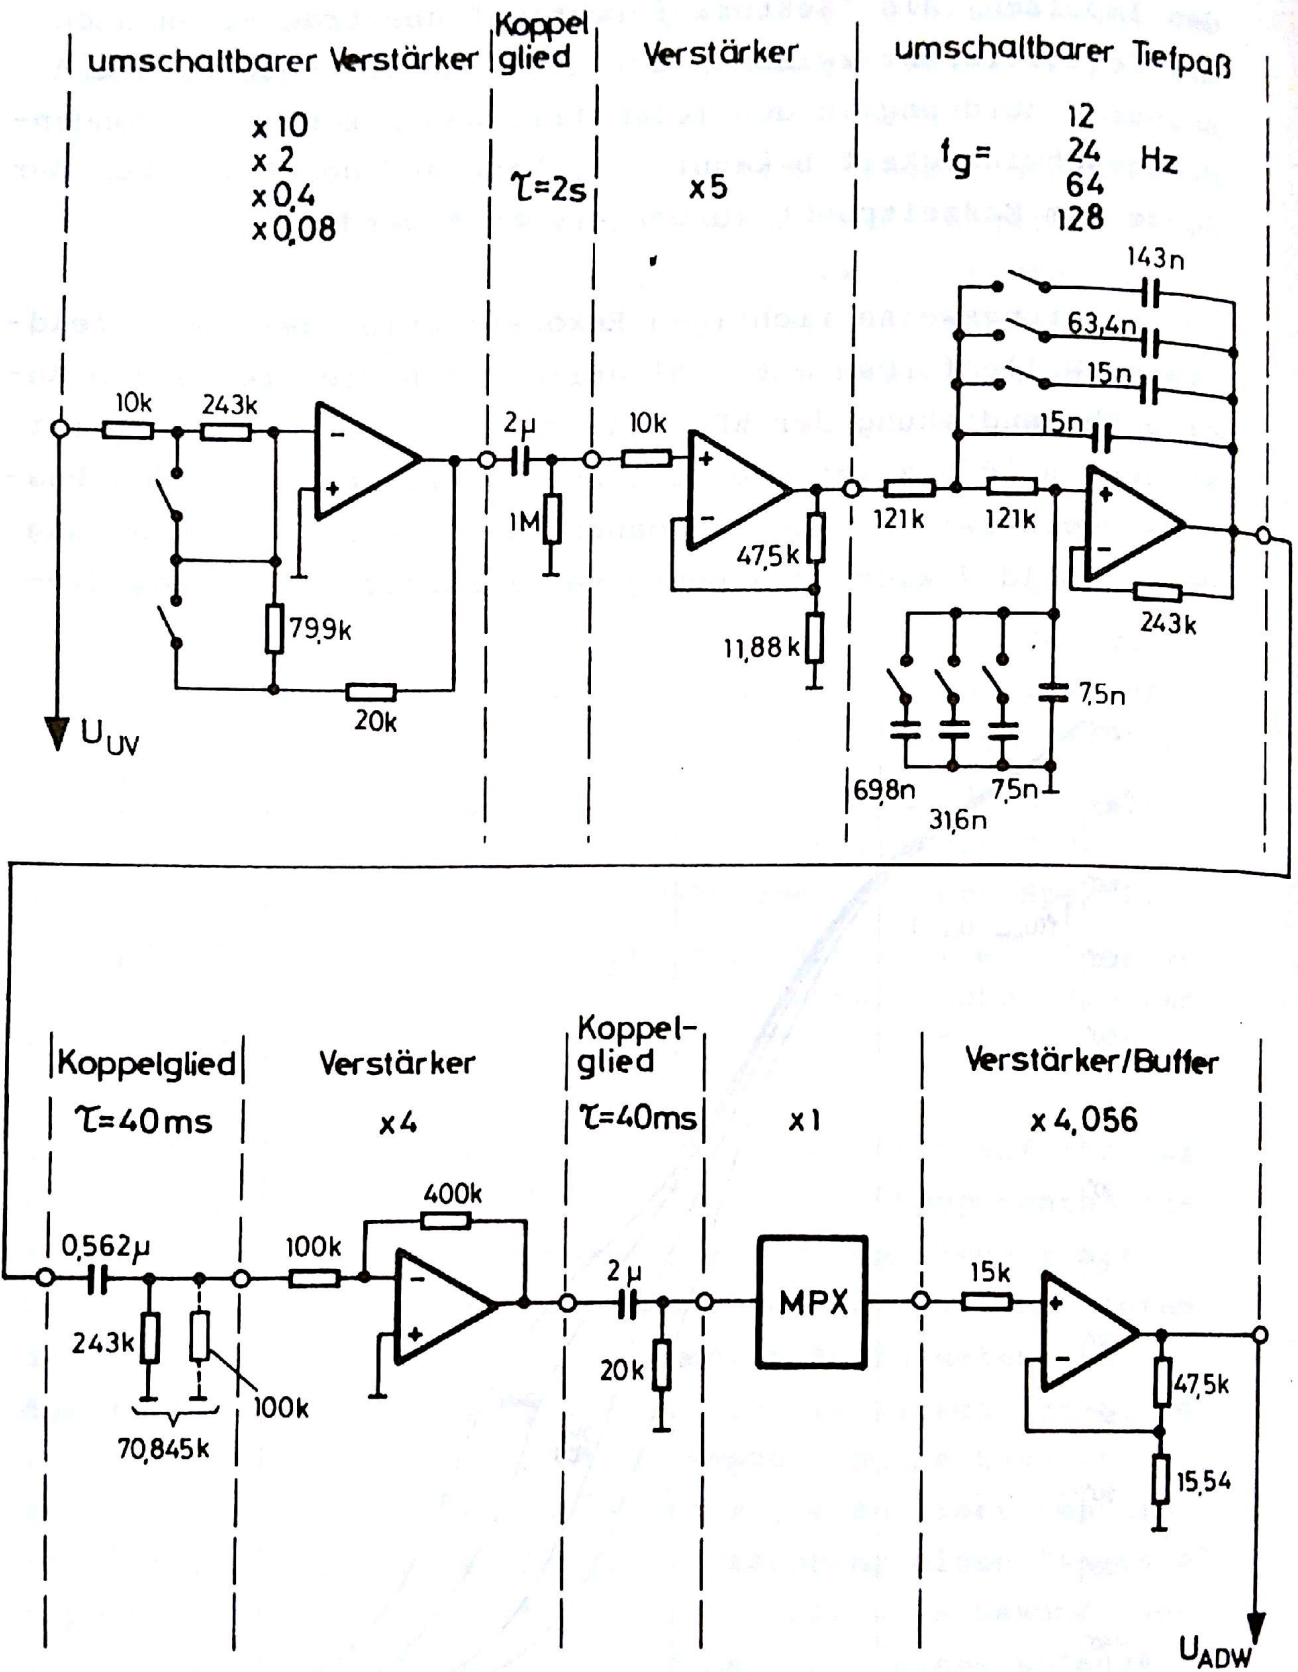 umschaltbarer Verstärker
x 10
x 2
x 0,4
x 0,08
Koppel
glied
τ=2s
Verstärker
x5
umschaltbarer Tiefpaß
fg=
12
24
64
128
Hz
143n
63,4n
15n
15n
10k
243k
-
+
79,9k
20k
U_UV
2µ
1M
10k
+
-
47,5k
11,88k
121k
121k
+
-
243k
7,5n
69,8n
31,6n
7,5n
Koppelglied
τ=40ms
Verstärker
x4
Koppel-
glied
τ=40ms
x1
Verstärker/Buffer
x 4,056
0,562µ
243k
100k
70,845k
100k
400k
-
+
2µ
20k
MPX
15k
+
-
47,5k
15,54
U_ADW